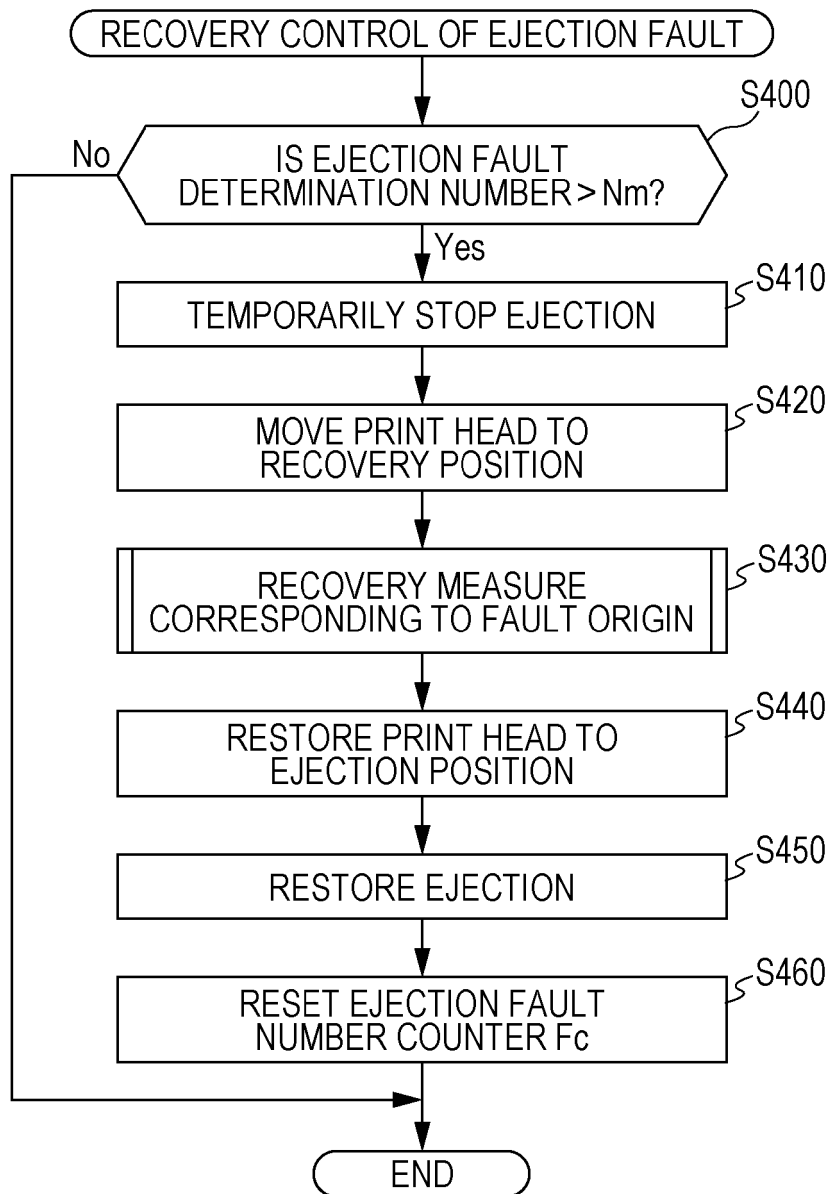 RECOVERY CONTROL OF EJECTION FAULT
S400
No
IS EJECTION FAULT
DETERMINATION NUMBER > Nm?
Yes
S410
TEMPORARILY STOP EJECTION
S420
MOVE PRINT HEAD TO
RECOVERY POSITION
S430
RECOVERY MEASURE
CORRESPONDING TO FAULT ORIGIN
S440
RESTORE PRINT HEAD TO
EJECTION POSITION
S450
RESTORE EJECTION
S460
RESET EJECTION FAULT
NUMBER COUNTER Fc
END